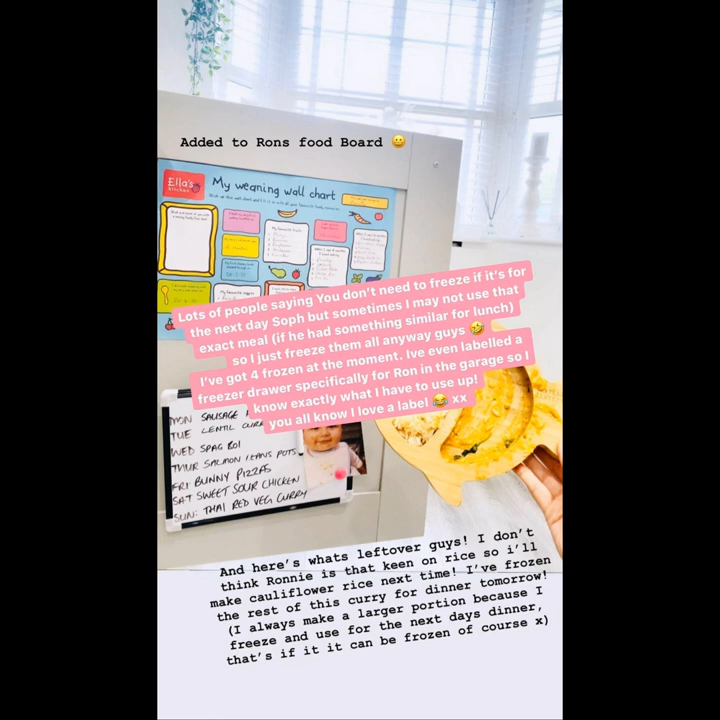 Added to Rons food Board 😀
Ella's
kitchen
My weaning wall chart
Lots of people saying You don't need to freeze if it's for
the next day Soph but sometimes I may not use that
exact meal (if he had something similar for lunch)
so I just freeze them all anyway guys 🤣
I've got 4 frozen at the moment. Ive even labelled a
freezer drawer specifically for Ron in the garage so I
know exactly what I have to use up!
you all know I love a label 😂 xx
MON SAUSAGE
TUE LENTIL CURR
WED SPAG BOL
THUR SALMON BEANS POTS
FRI BUNNY PIZZAS
SAT SWEET SOUR CHICKEN
SUN: THAI RED VEG CURRY
And here's whats leftover guys! I don't
think Ronnie is that keen on rice so i'll
make cauliflower rice next time! I've frozen
the rest of this curry for dinner tomorrow!
(I always make a larger portion because I
freeze and use for the next days dinner,
that's if it it can be frozen of course x)